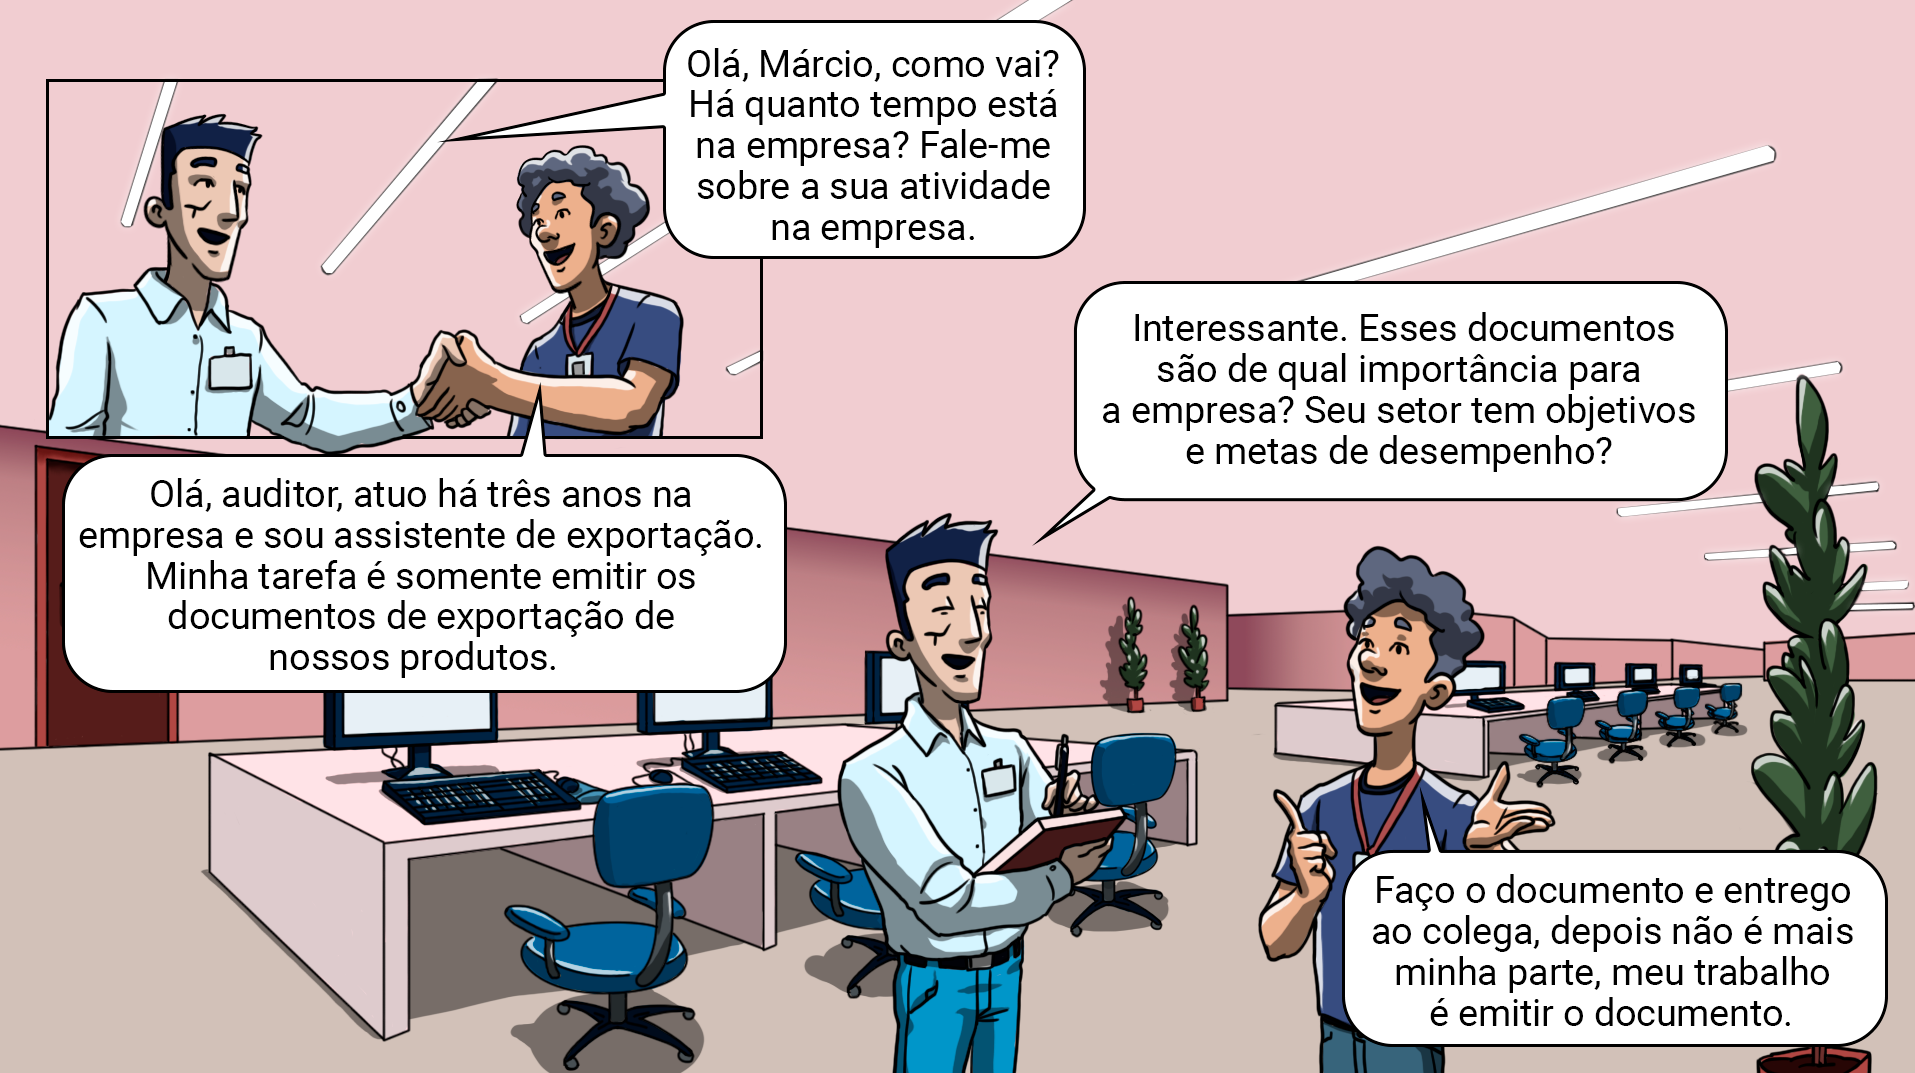 Olá, Márcio, como vai?
Há quanto tempo está
na empresa? Fale-me
sobre a sua atividade
na empresa.
Olá, auditor, atuo há três anos na
empresa e sou assistente de exportação.
Minha tarefa é somente emitir os
documentos de exportação de
nossos produtos.
Interessante. Esses documentos
são de qual importância para
a empresa? Seu setor tem objetivos
e metas de desempenho?
Faço o documento e entrego
ao colega, depois não é mais
minha parte, meu trabalho
é emitir o documento.